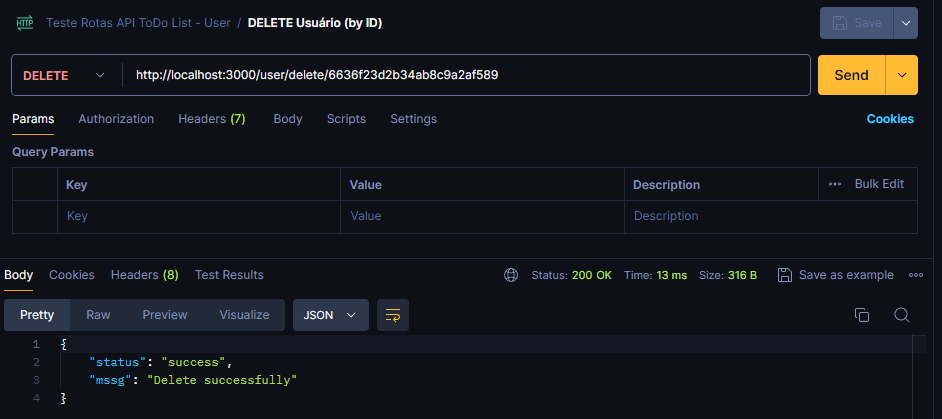 HTTP Teste Rotas API ToDo List - User / DELETE Usuário (by ID) Save
DELETE http://localhost:3000/user/delete/6636f23d2b34ab8c9a2af589 Send
Params Authorization Headers (7) Body Scripts Settings Cookies
Query Params
Key Value Description Bulk Edit
Key Value Description
Body Cookies Headers (8) Test Results Status: 200 OK Time: 13 ms Size: 316 B Save as example
Pretty Raw Preview Visualize JSON
1 {
2 "status": "success",
3 "mssg": "Delete successfully"
4 }